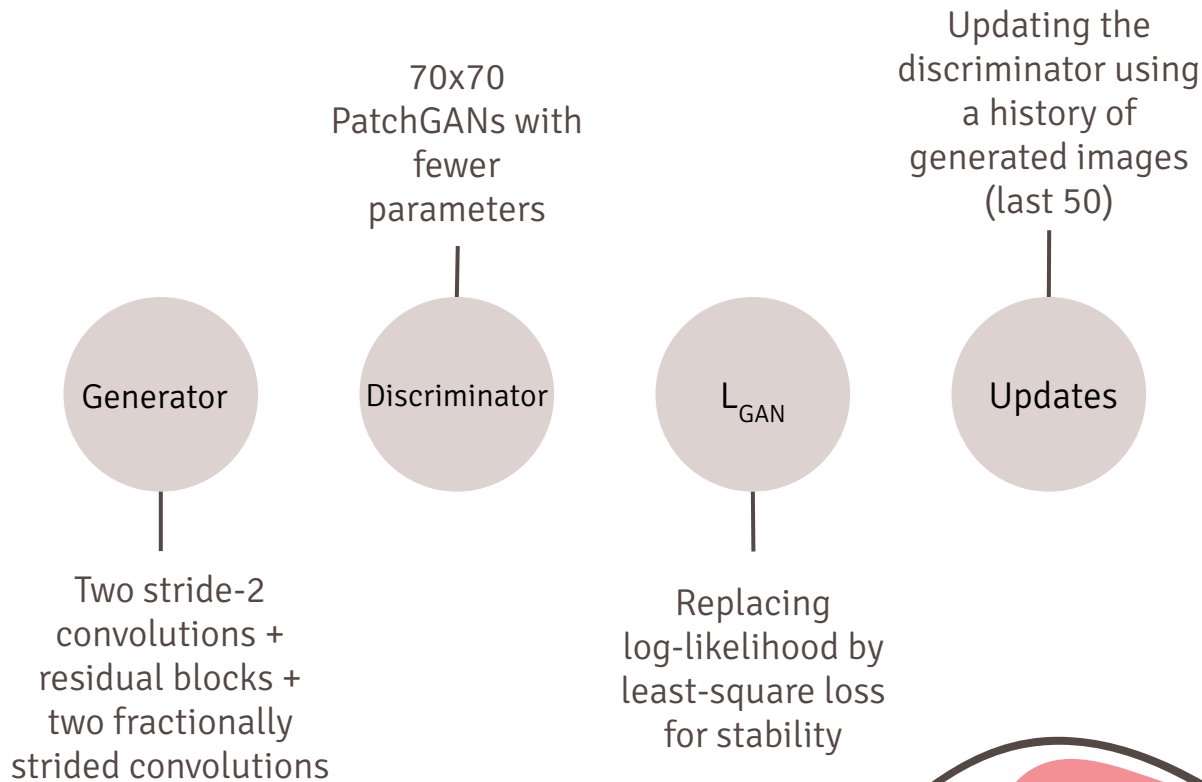 Generator
Two stride-2
convolutions +
residual blocks +
two fractionally
strided convolutions
70x70
PatchGANs with
fewer
parameters
Discriminator
L_GAN
Replacing
log-likelihood by
least-square loss
for stability
Updating the
discriminator using
a history of
generated images
(last 50)
Updates